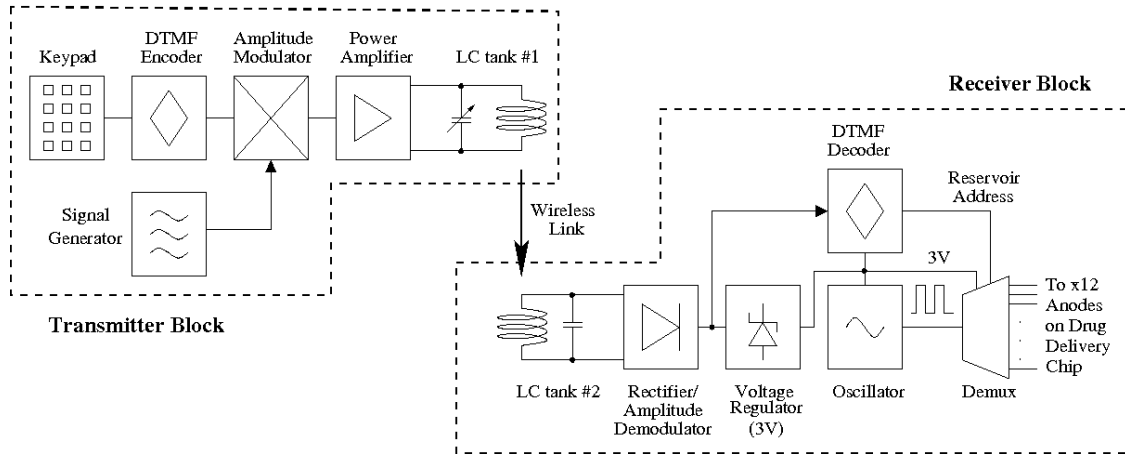 Keypad
DTMF
Encoder
Amplitude
Modulator
Power
Amplifier
LC tank #1
Signal
Generator
Transmitter Block
Wireless
Link
Receiver Block
DTMF
Decoder
Reservoir
Address
3V
To x12
Anodes
on Drug
Delivery
Chip
LC tank #2
Rectifier/
Amplitude
Demodulator
Voltage
Regulator
(3V)
Oscillator
Demux